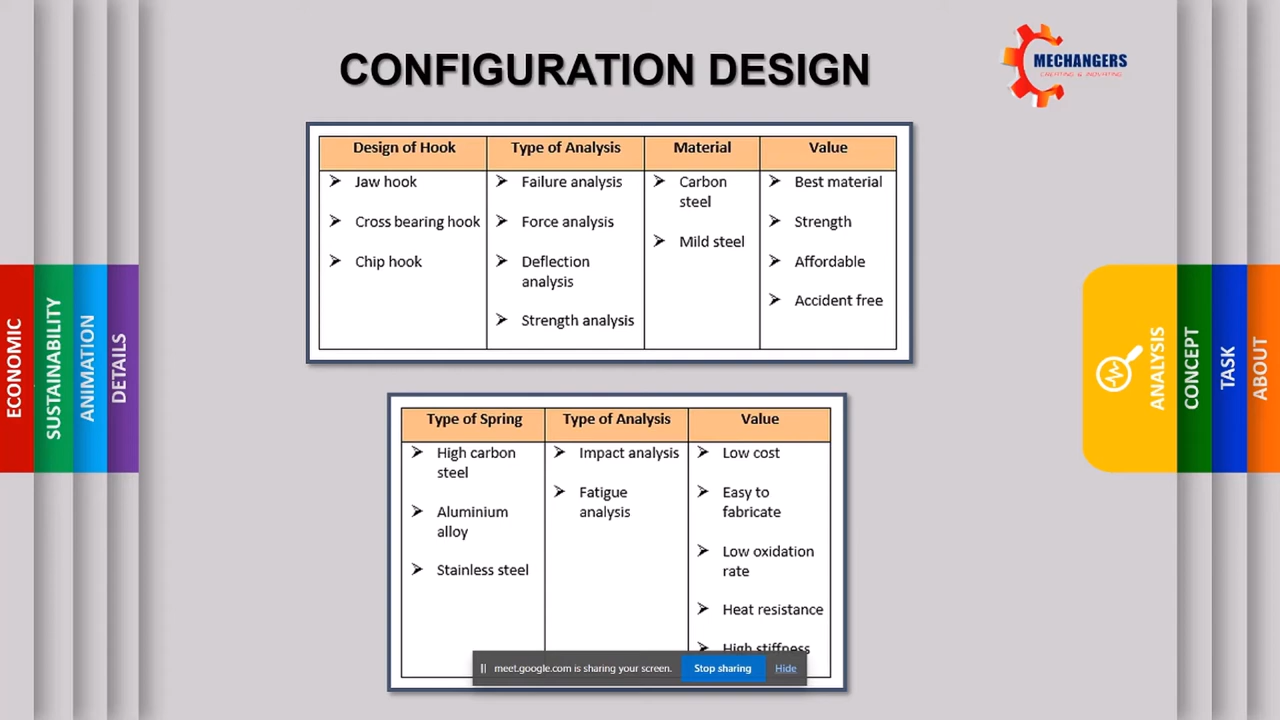 CONFIGURATION DESIGN
MECHANGERS
CREATING & INOVATING
Design of Hook
Type of Analysis
Material
Value
Jaw hook
Cross bearing hook
Chip hook
Failure analysis
Force analysis
Deflection
analysis
Strength analysis
Carbon
steel
Mild steel
Best material
Strength
Affordable
Accident free
ECONOMIC
SUSTAINABILITY
ANIMATION
DETAILS
ANALYSIS
CONCEPT
TASK
ABOUT
Type of Spring
Type of Analysis
Value
High carbon
steel
Aluminium
alloy
Stainless steel
Impact analysis
Fatigue
analysis
Low cost
Easy to
fabricate
Low oxidation
rate
Heat resistance
High stiffness
meet.google.com is sharing your screen.
Stop sharing
Hide